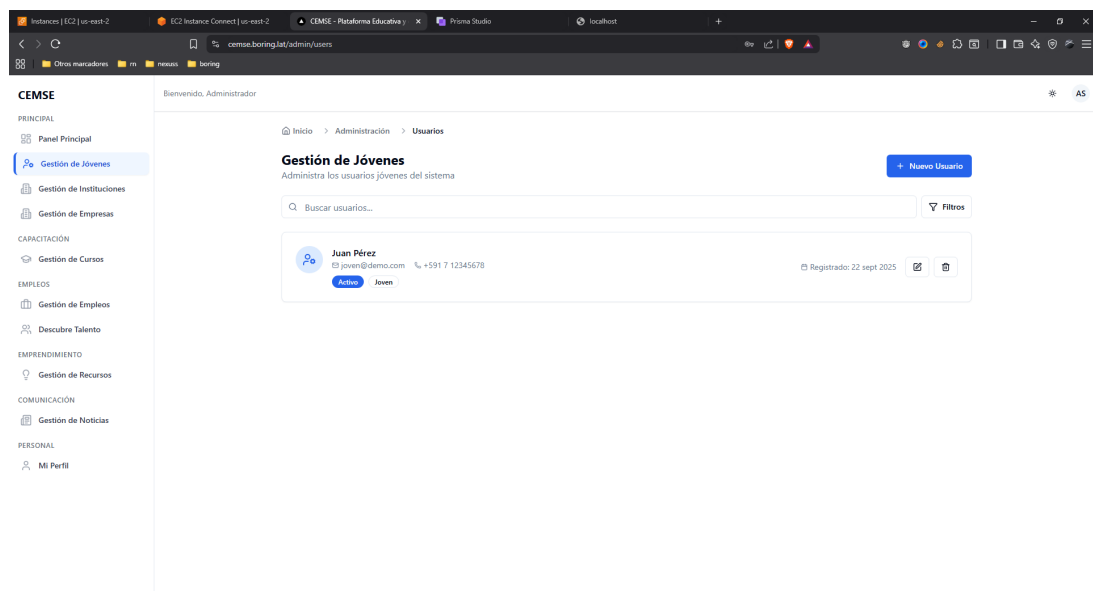 Instances | EC2 | us-east-2
EC2 Instance Connect | us-east-2
CEMSE - Plataforma Educativa y
Prisma Studio
localhost
cemse.boring.lat/admin/users
Otros marcadores
m
nexuss
boring
CEMSE
Bienvenido, Administrador
AS
PRINCIPAL
Panel Principal
Gestión de Jóvenes
Gestión de Instituciones
Gestión de Empresas
CAPACITACIÓN
Gestión de Cursos
EMPLEOS
Gestión de Empleos
Descubre Talento
EMPRENDIMIENTO
Gestión de Recursos
COMUNICACIÓN
Gestión de Noticias
PERSONAL
Mi Perfil
Inicio > Administración > Usuarios
Gestión de Jóvenes
Administra los usuarios jóvenes del sistema
+ Nuevo Usuario
Buscar usuarios...
Filtros
Juan Pérez
joven@demo.com +591 7 12345678
Activo Joven
Registrado: 22 sept 2025